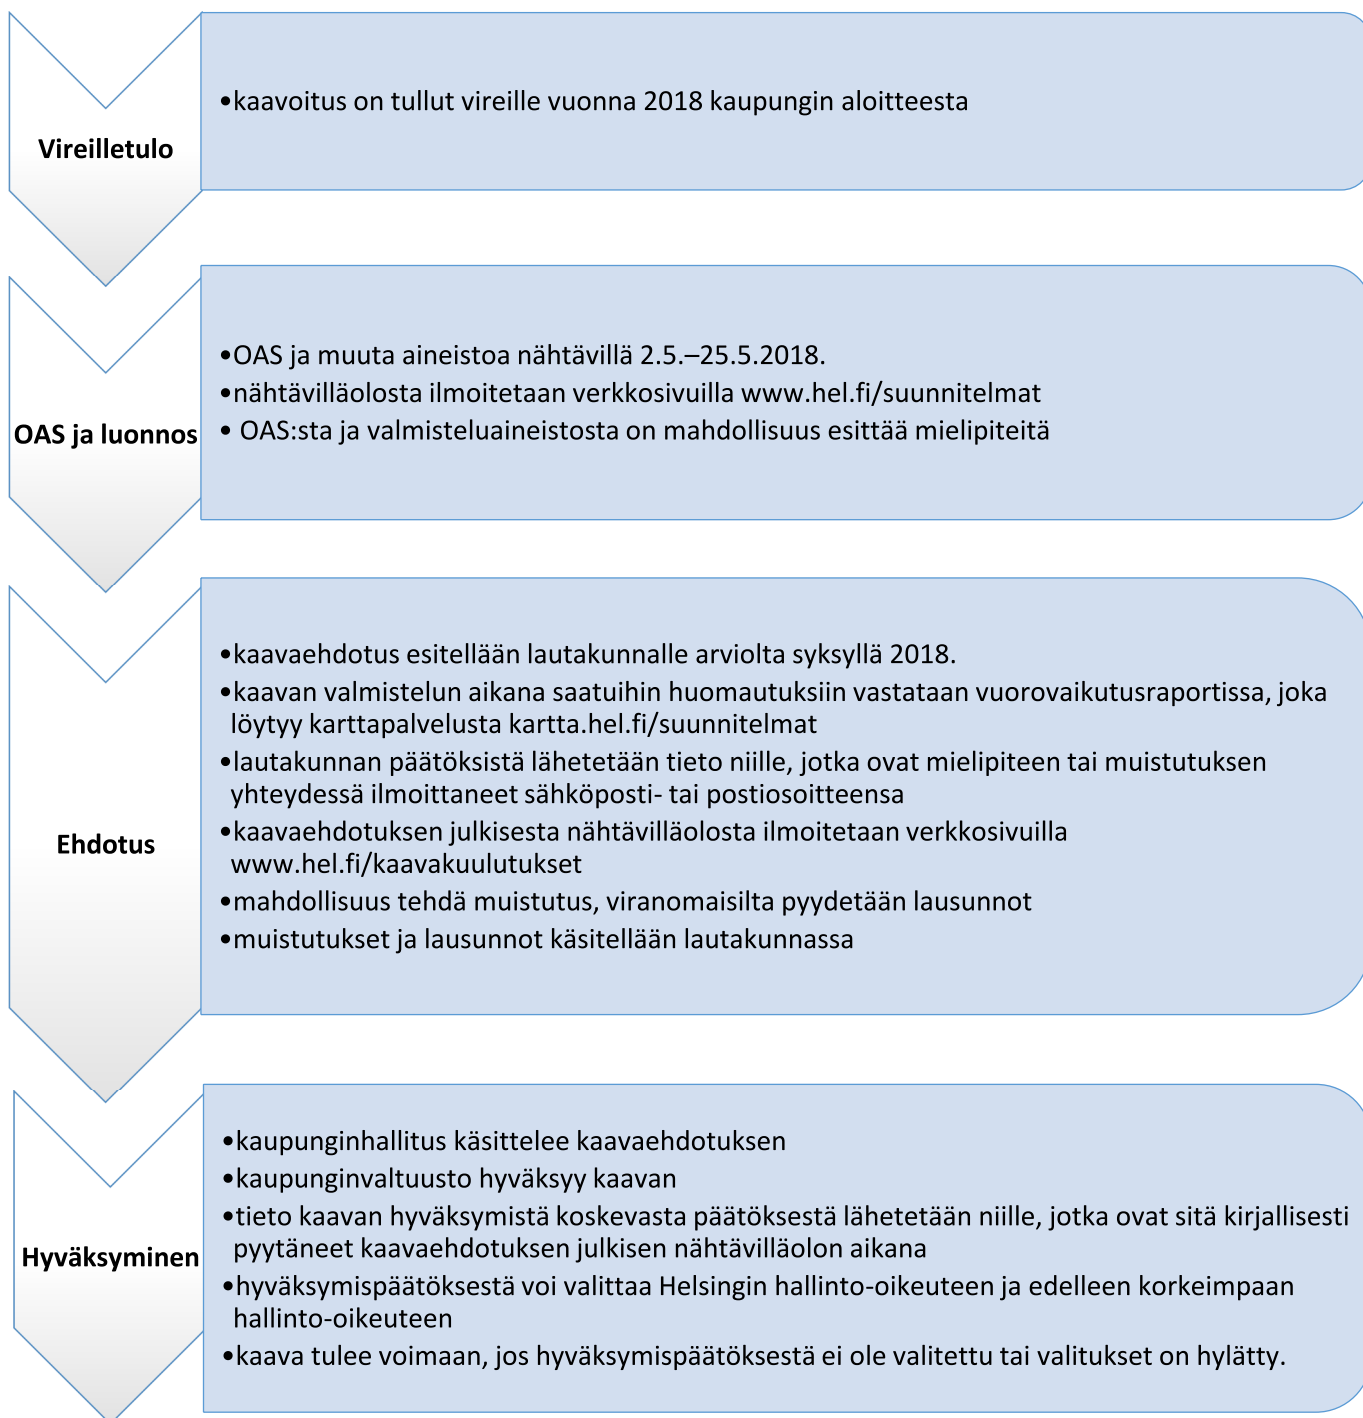 Vireilletulo
•kaavoitus on tullut vireille vuonna 2018 kaupungin aloitteesta
OAS ja luonnos
•OAS ja muuta aineistoa nähtävillä 2.5.–25.5.2018.
•nähtävilläolosta ilmoitetaan verkkosivuilla www.hel.fi/suunnitelmat
• OAS:sta ja valmisteluaineistosta on mahdollisuus esittää mielipiteitä
Ehdotus
•kaavaehdotus esitellään lautakunnalle arviolta syksyllä 2018.
•kaavan valmistelun aikana saatuihin huomautuksiin vastataan vuorovaikutusraportissa, joka
löytyy karttapalvelusta kartta.hel.fi/suunnitelmat
•lautakunnan päätöksistä lähetetään tieto niille, jotka ovat mielipiteen tai muistutuksen
yhteydessä ilmoittaneet sähköposti- tai postiosoitteensa
•kaavaehdotuksen julkisesta nähtävilläolosta ilmoitetaan verkkosivuilla
www.hel.fi/kaavakuulutukset
•mahdollisuus tehdä muistutus, viranomaisilta pyydetään lausunnot
•muistutukset ja lausunnot käsitellään lautakunnassa
Hyväksyminen
•kaupunginhallitus käsittelee kaavaehdotuksen
•kaupunginvaltuusto hyväksyy kaavan
•tieto kaavan hyväksymistä koskevasta päätöksestä lähetetään niille, jotka ovat sitä kirjallisesti
pyytäneet kaavaehdotuksen julkisen nähtävilläolon aikana
•hyväksymispäätöksestä voi valittaa Helsingin hallinto-oikeuteen ja edelleen korkeimpaan
hallinto-oikeuteen
•kaava tulee voimaan, jos hyväksymispäätöksestä ei ole valitettu tai valitukset on hylätty.